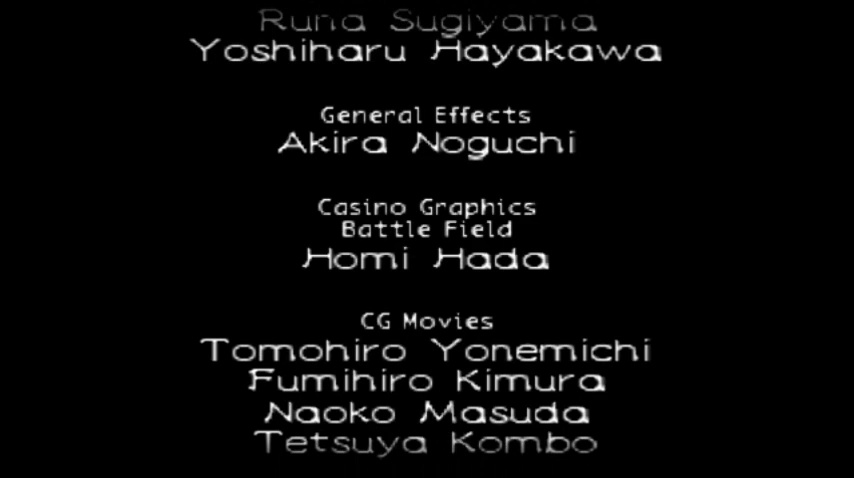 Runa Sugiyama
Yoshiharu Hayakawa
General Effects
Akira Noguchi
Casino Graphics
Battle Field
Homi Hada
CG Movies
Tomohiro Yonemichi
Fumihiro Kimura
Naoko Masuda
Tetsuya Kombo